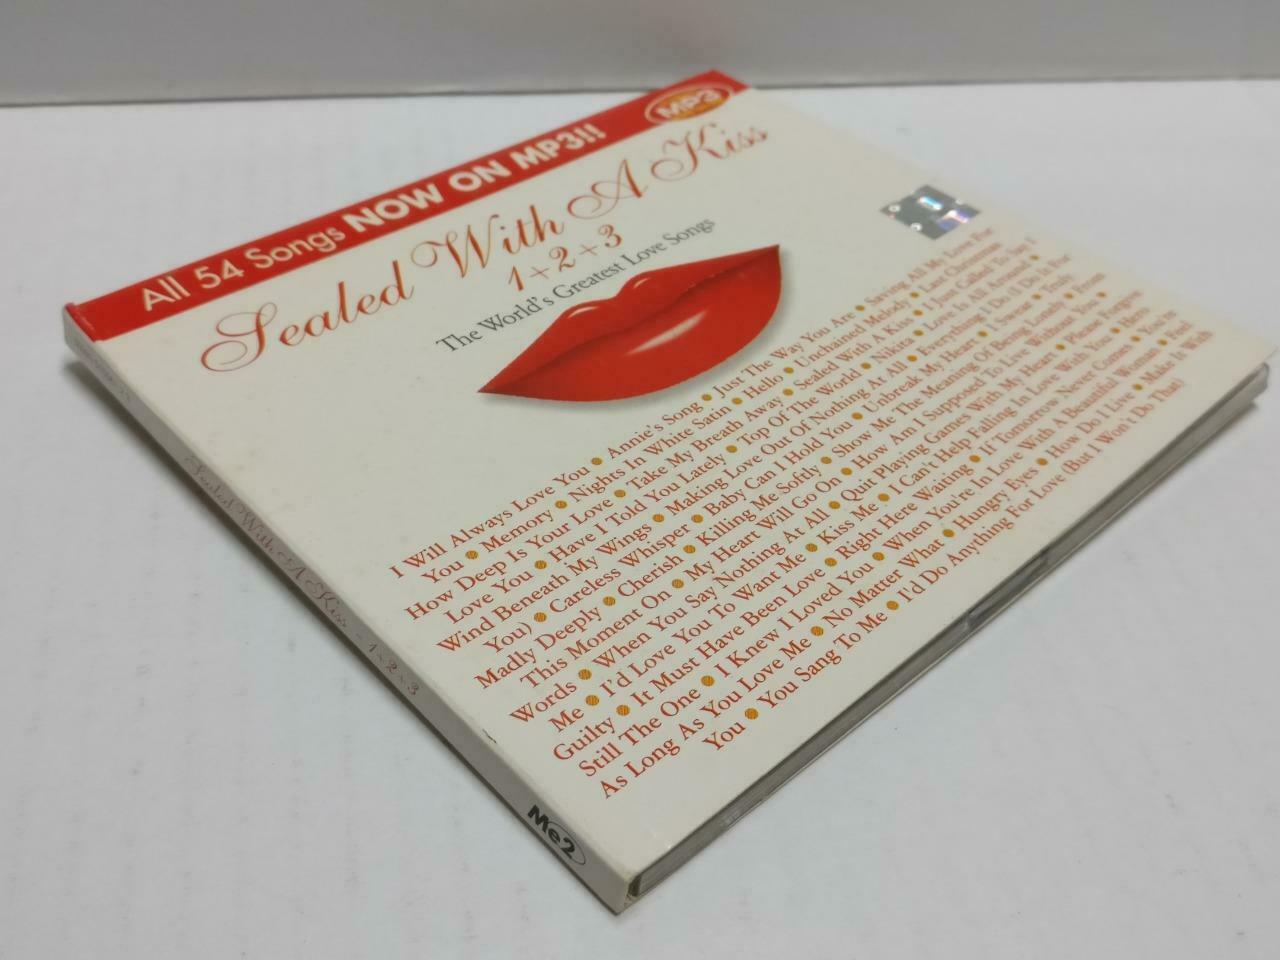 All 54 Songs NOW ON MP3!!
MP3
Sealed With A Kiss
1+2+3
The World's Greatest Love Songs
I Will Always Love You • Annie's Song • Just The Way You Are • Saving All My Love For
You • Memory • Nights In White Satin • Hello • Unchained Melody • Last Christmas
How Deep Is Your Love • Take My Breath Away • Sealed With A Kiss • I Just Called To Say I
Love You • Have I Told You Lately • Top Of The World • Nikita • Love Is All Around •
Wind Beneath My Wings • Making Love Out Of Nothing At All • Everything I Do (I Do It For
You) • Careless Whisper • Baby Can I Hold You • Unbreak My Heart • I Swear • Truly
Madly Deeply • Cherish • Killing Me Softly • Show Me The Meaning Of Being Lonely • From
This Moment On • My Heart Will Go On • How Am I Supposed To Live Without You •
Words • When You Say Nothing At All • Quit Playing Games With My Heart • Please Forgive
Me • I'd Love You To Want Me • Kiss Me • I Can't Help Falling In Love With You • Hero
Guilty • It Must Have Been Love • Right Here Waiting • If Tomorrow Never Comes • You're
Still The One • I Knew I Loved You • When You're In Love With A Beautiful Woman • I Feel
As Long As You Love Me • No Matter What • Hungry Eyes • How Do I Live • Make It With
You • You Sang To Me • I'd Do Anything For Love (But I Won't Do That)
Sealed With A Kiss - 1+2+3
Me2